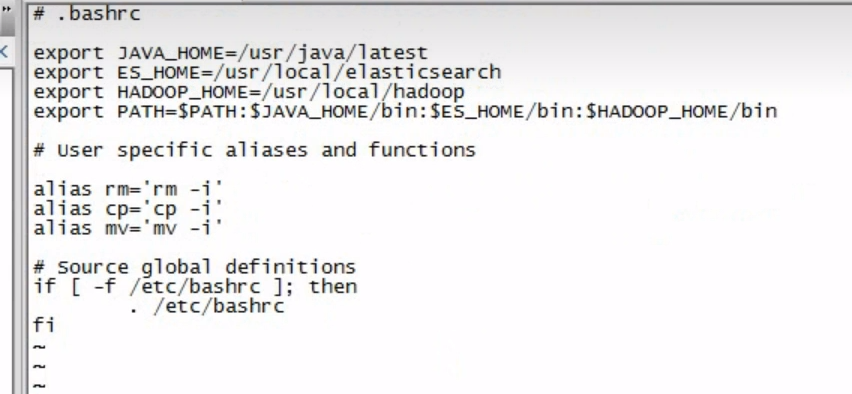 # .bashrc
export JAVA_HOME=/usr/java/latest
export ES_HOME=/usr/local/elasticsearch
export HADOOP_HOME=/usr/local/hadoop
export PATH=$PATH:$JAVA_HOME/bin:$ES_HOME/bin:$HADOOP_HOME/bin
# User specific aliases and functions
alias rm='rm -i'
alias cp='cp -i'
alias mv='mv -i'
# Source global definitions
if [ -f /etc/bashrc ]; then
        . /etc/bashrc
fi
~
~
~